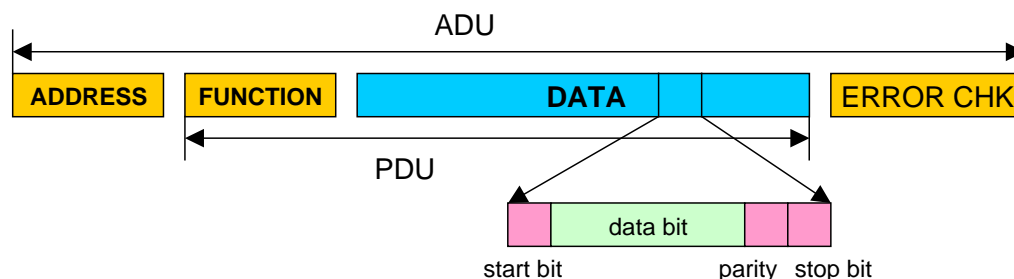 ADU
ADDRESS FUNCTION DATA ERROR CHK
PDU
data bit
start bit parity stop bit